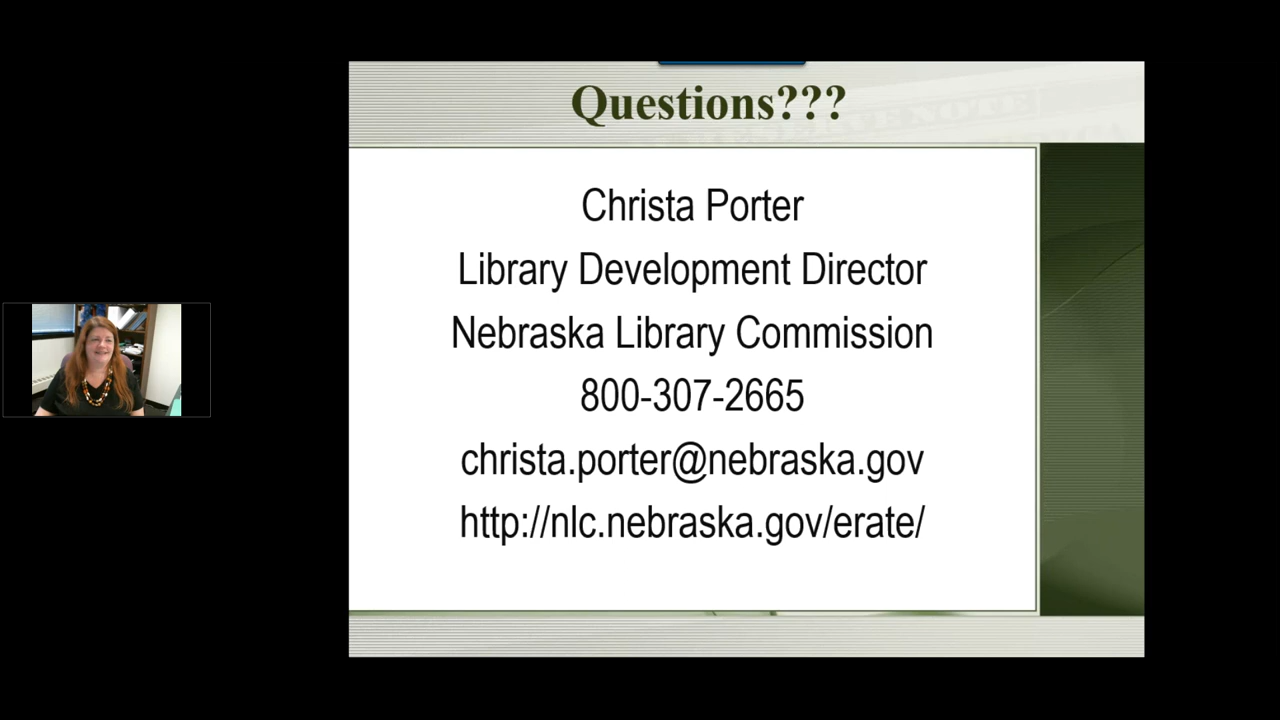 Questions???
Christa Porter
Library Development Director
Nebraska Library Commission
800-307-2665
christa.porter@nebraska.gov
http://nlc.nebraska.gov/erate/